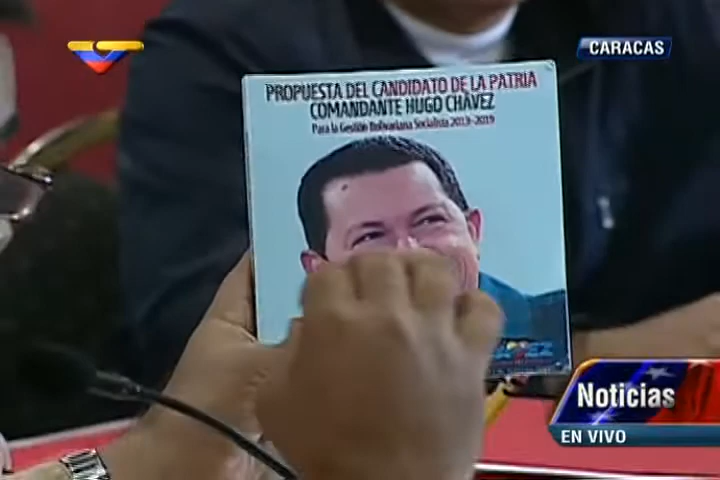 CARACAS
PROPUESTA DEL CANDIDATO DE LA PATRIA
COMANDANTE HUGO CHÁVEZ
Para la Gestión Bolivariana Socialista 2013-2019
Noticias
EN VIVO